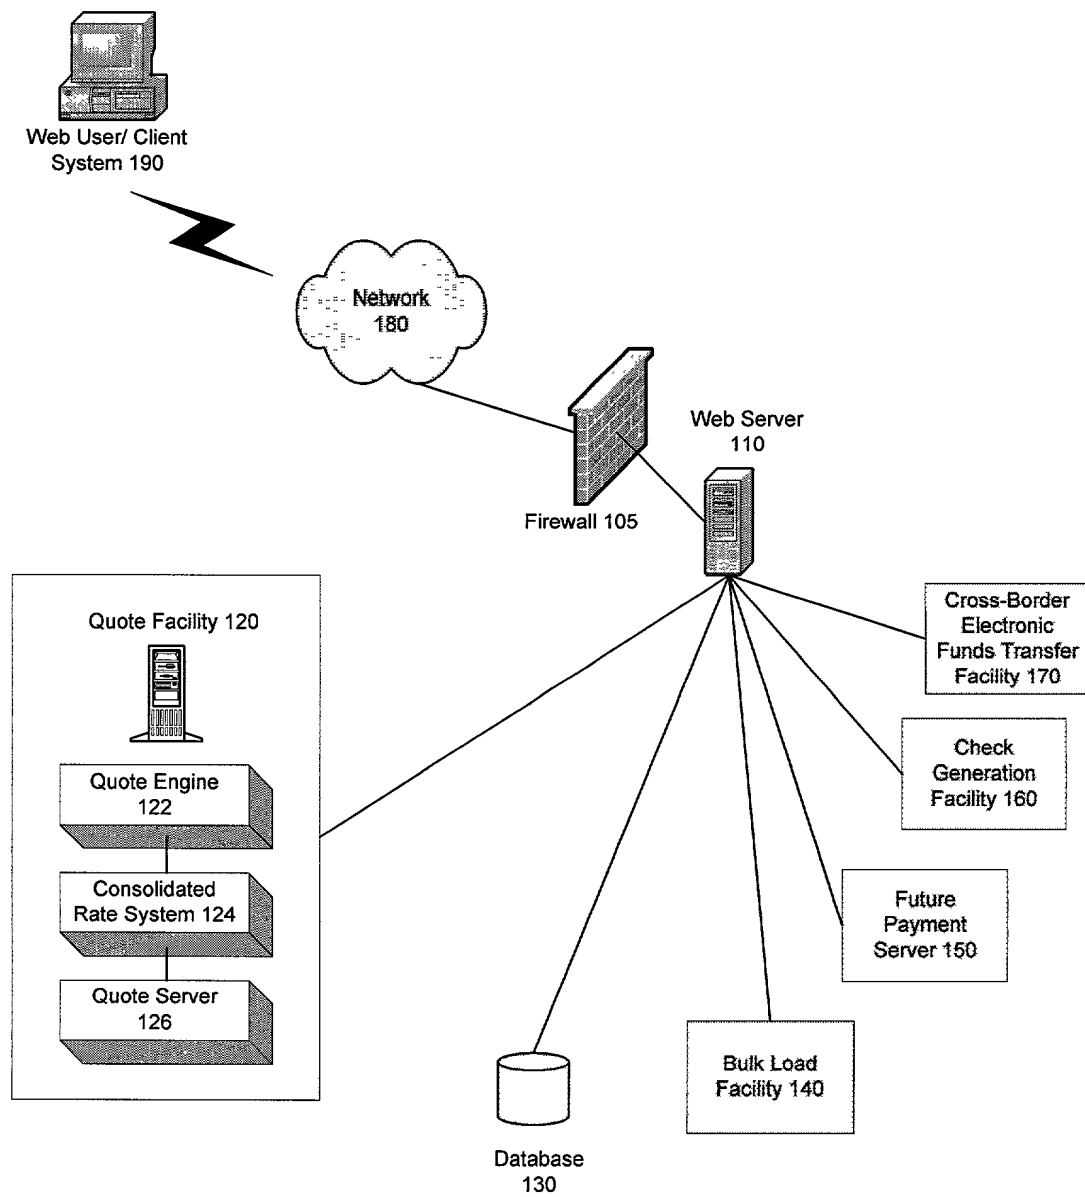 Web User/ Client
System 190
Network
180
Firewall 105
Web Server
110
Quote Facility 120
Quote Engine
122
Consolidated
Rate System 124
Quote Server
126
Cross-Border
Electronic
Funds Transfer
Facility 170
Check
Generation
Facility 160
Future
Payment
Server 150
Bulk Load
Facility 140
Database
130